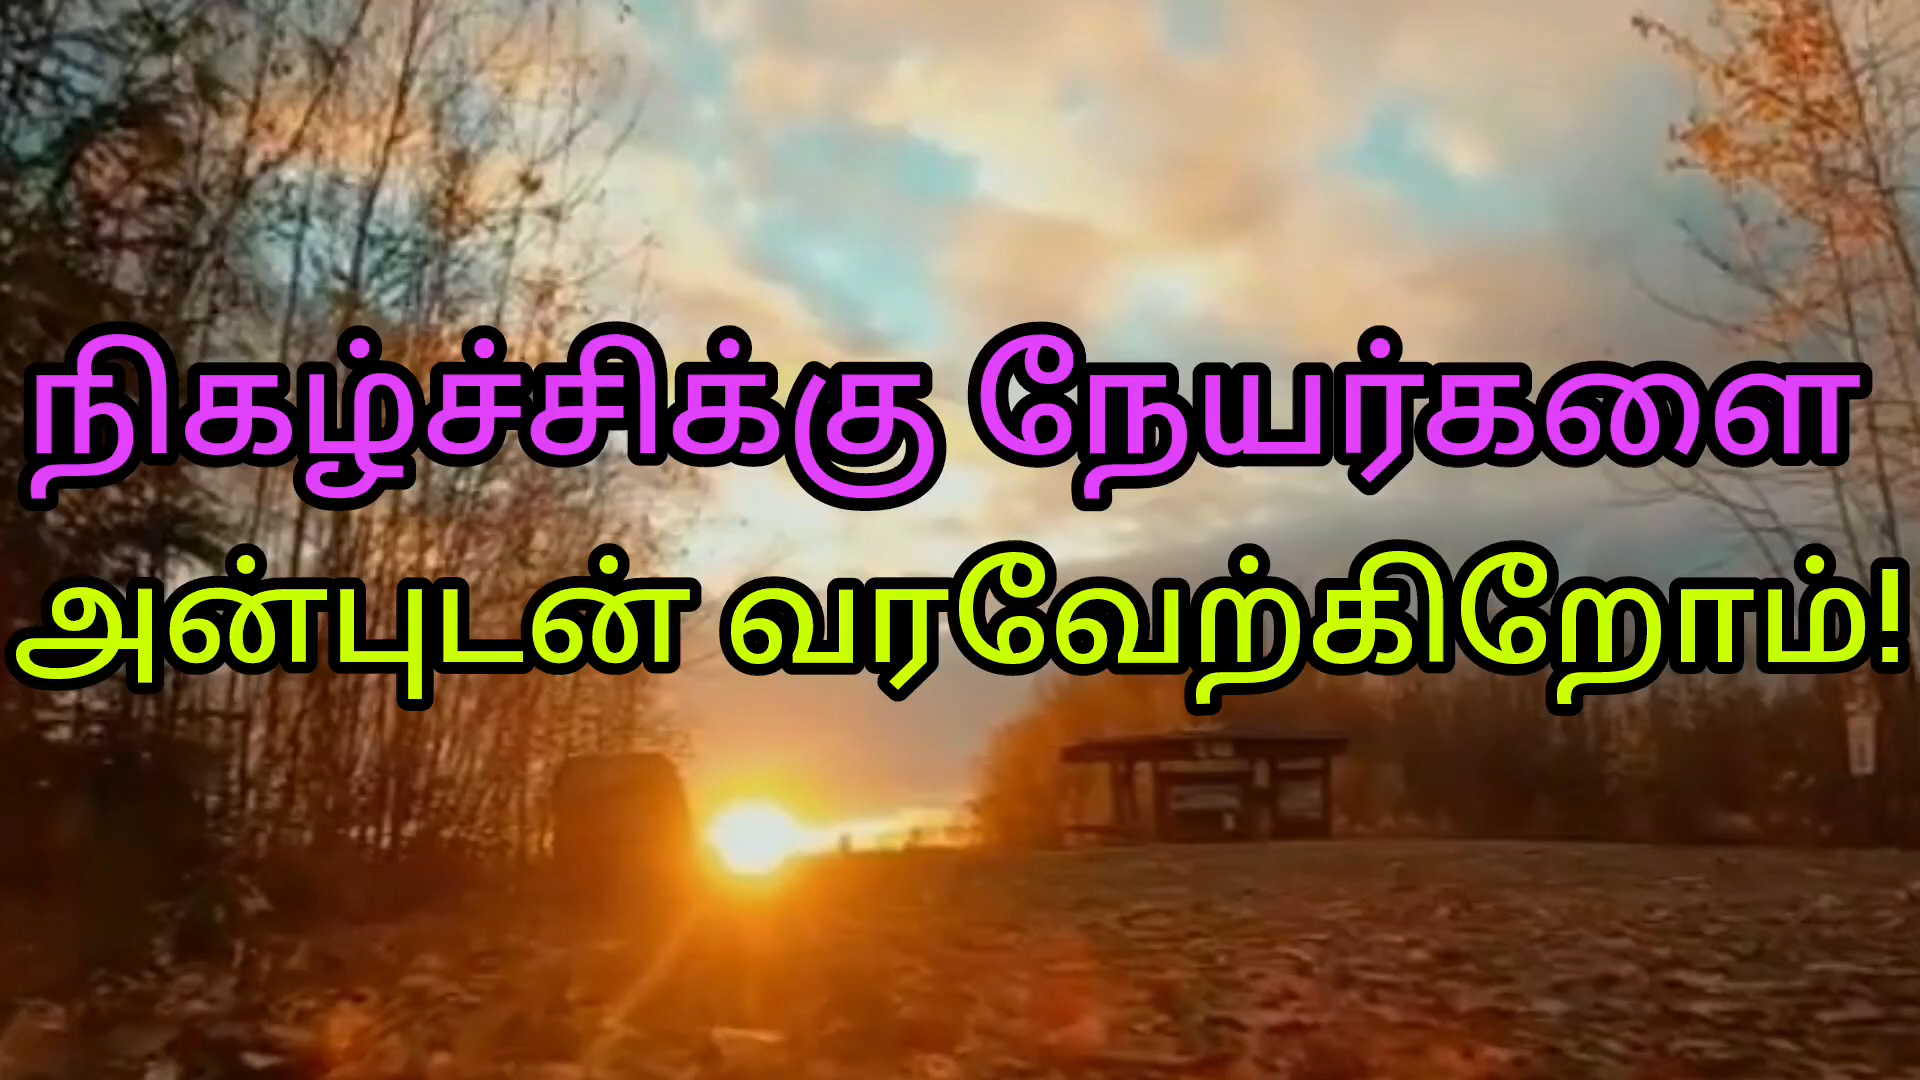 நிகழ்ச்சிக்கு நேயர்களை
அன்புடன் வரவேற்கிறோம்!